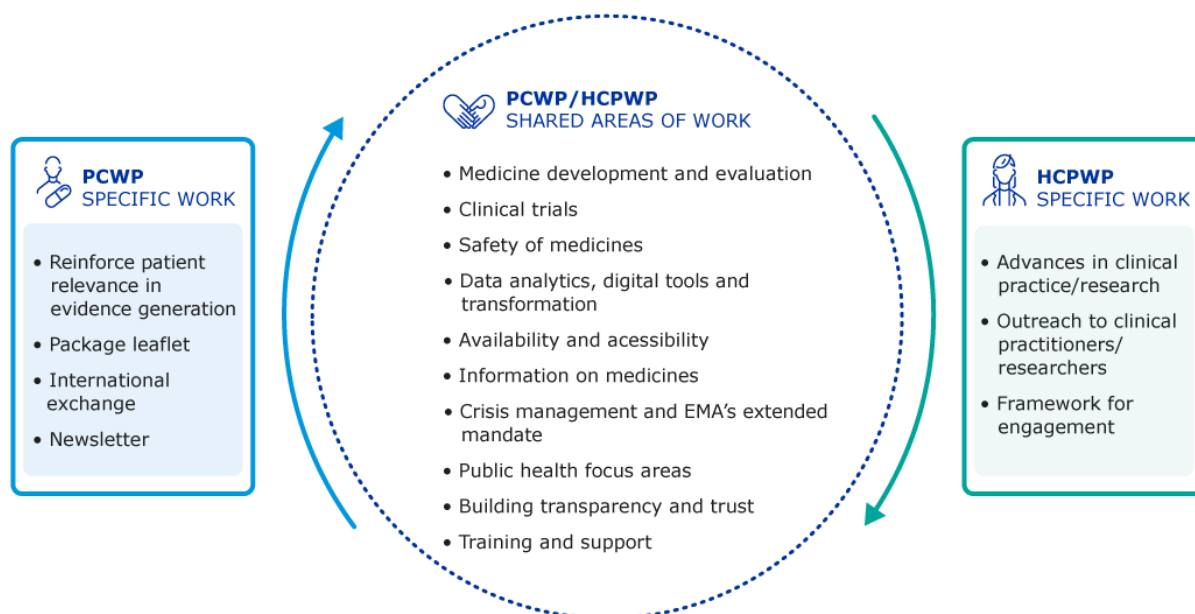 PCWP
SPECIFIC WORK
• Reinforce patient
relevance in
evidence generation
• Package leaflet
• International
exchange
• Newsletter
PCWP/HCPWP
SHARED AREAS OF WORK
• Medicine development and evaluation
• Clinical trials
• Safety of medicines
• Data analytics, digital tools and
transformation
• Availability and acessibility
• Information on medicines
• Crisis management and EMA’s extended
mandate
• Public health focus areas
• Building transparency and trust
• Training and support
HCPWP
SPECIFIC WORK
• Advances in clinical
practice/research
• Outreach to clinical
practitioners/
researchers
• Framework for
engagement